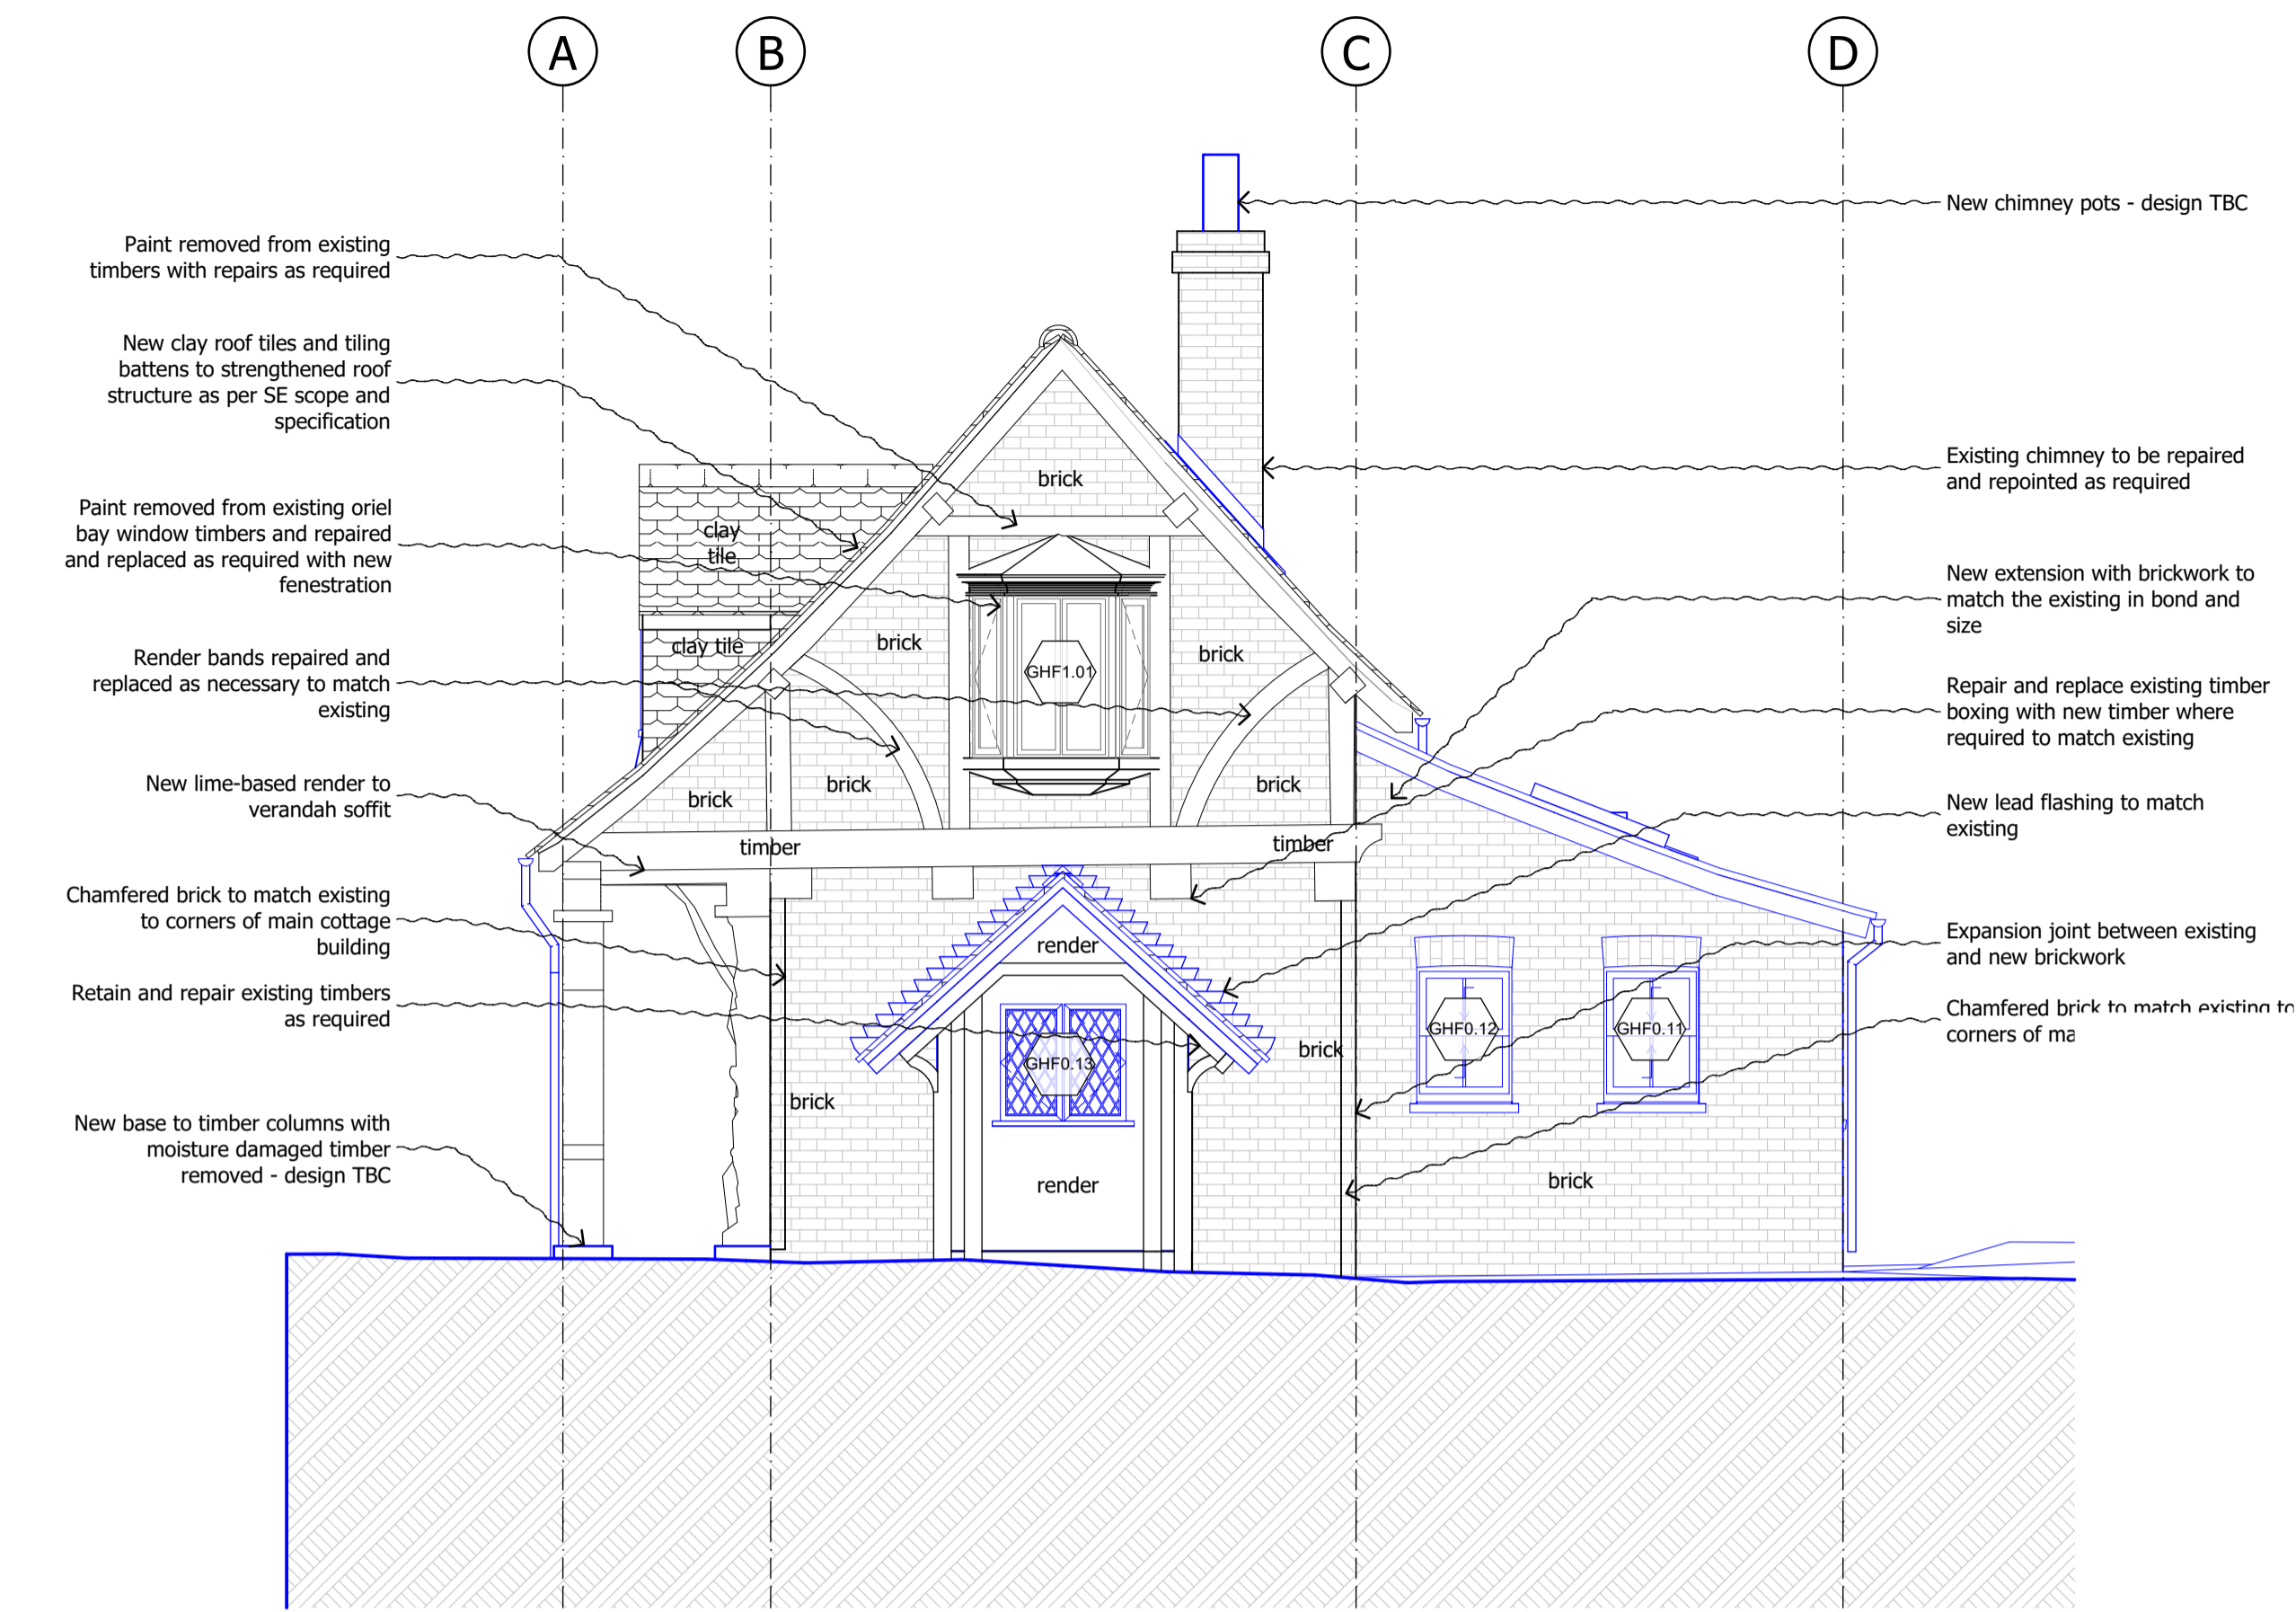 A
B
C
D
New chimney pots - design TBC
Paint removed from existing
timbers with repairs as required
New clay roof tiles and tiling
battens to strengthened roof
structure as per SE scope and
specification
Paint removed from existing oriel
bay window timbers and repaired
and replaced as required with new
fenestration
Render bands repaired and
replaced as necessary to match
existing
New lime-based render to
verandah soffit
Chamfered brick to match existing
to corners of main cottage
building
Retain and repair existing timbers
as required
New base to timber columns with
moisture damaged timber
removed - design TBC
brick
clay
tile
clay tile
brick
brick
GHF1.01
brick
brick
brick
timber
timber
render
GHF0.13
brick
brick
render
GHF0.12
GHF0.11
brick
Existing chimney to be repaired
and repointed as required
New extension with brickwork to
match the existing in bond and
size
Repair and replace existing timber
boxing with new timber where
required to match existing
New lead flashing to match
existing
Expansion joint between existing
and new brickwork
Chamfered brick to match existing to
corners of